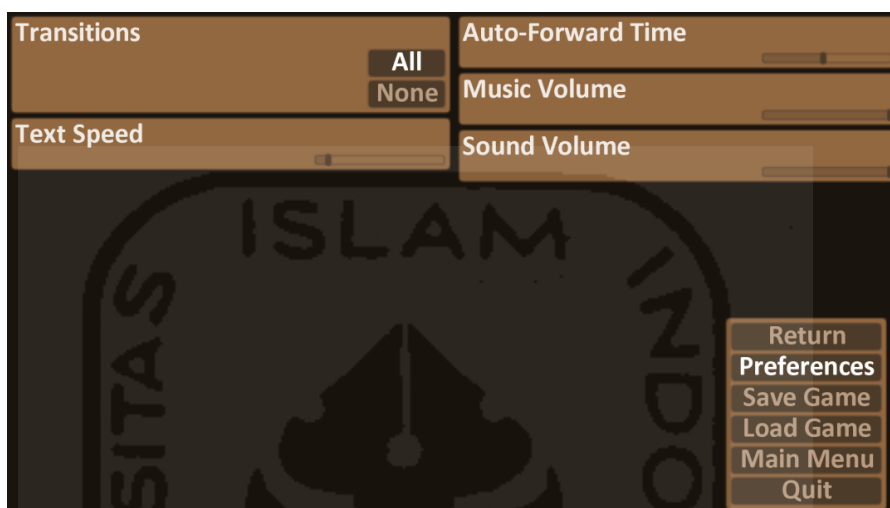 Transitions
All
None
Text Speed
Auto-Forward Time
Music Volume
Sound Volume
ISLAM
INDO
SITAS
Return
Preferences
Save Game
Load Game
Main Menu
Quit